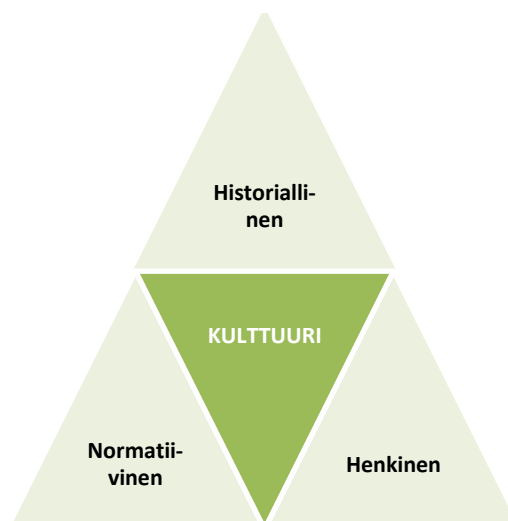 Historialli-
nen
KULTTUURI
Normatii-
vinen
Henkinen